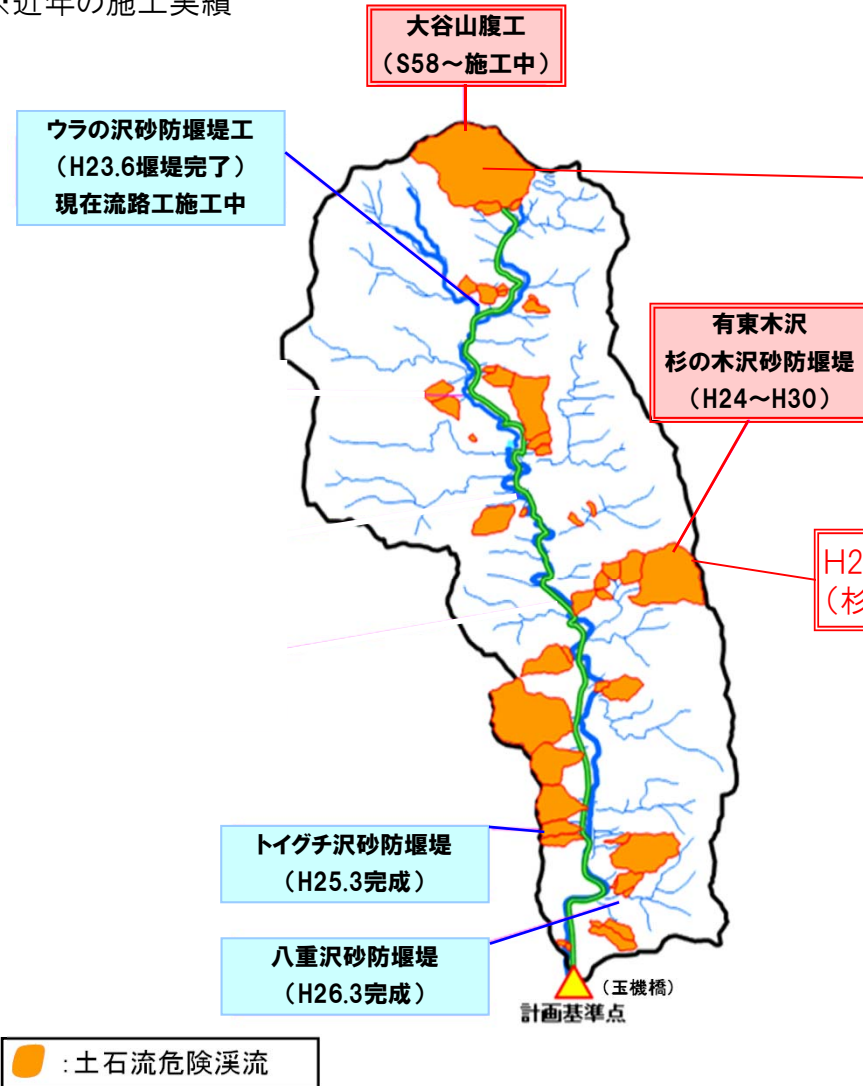 ※近年の施工実績
大谷山腹工
（S58～施工中）
ウラの沢砂防堰堤工
（H23.6堰堤完了）
現在流路工施工中
有東木沢
杉の木沢砂防堰堤
（H24～H30）
H2
（杉
トイグチ沢砂防堰堤
（H25.3完成）
八重沢砂防堰堤
（H26.3完成）
（玉機橋）
計画基準点
：土石流危険渓流